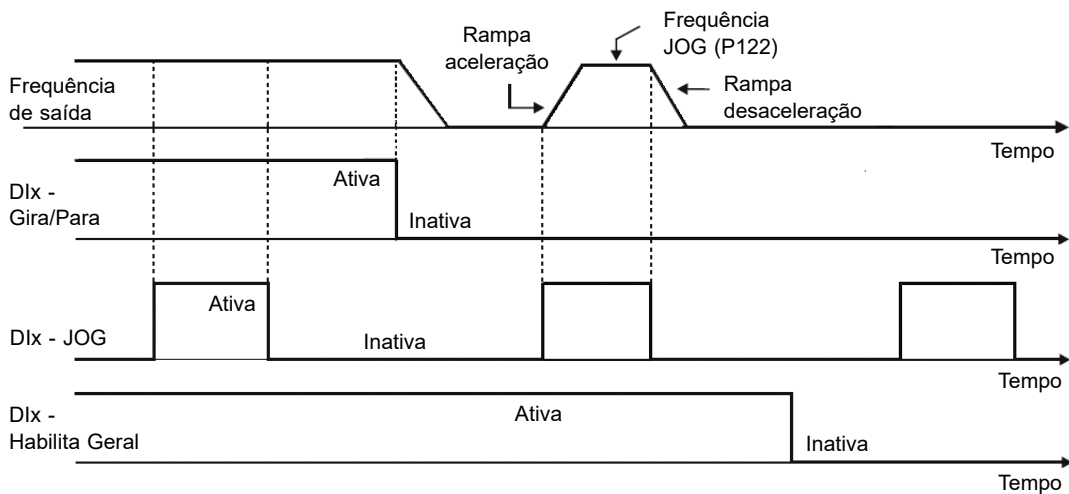 Frequência
JOG (P122)
Rampa
aceleração
Rampa
desaceleração
Frequência
de saída
Tempo
DIx -
Gira/Para
Ativa
Inativa
Tempo
DIx - JOG
Ativa
Inativa
Tempo
DIx -
Habilita Geral
Ativa
Inativa
Tempo